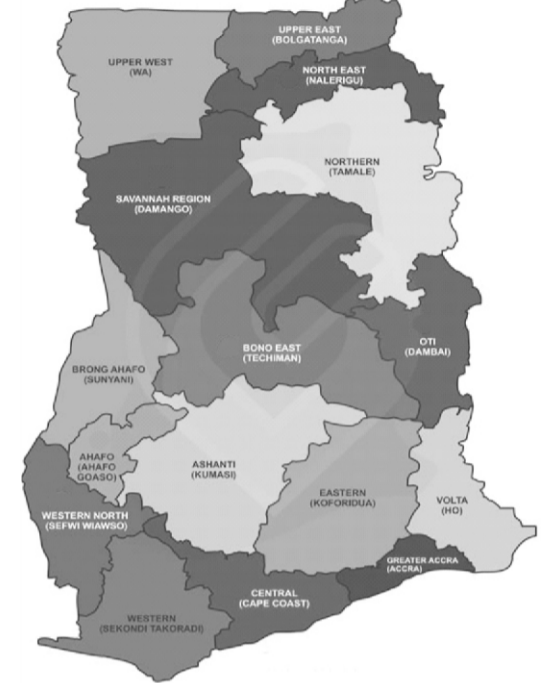 UPPER EAST
(BOLGATANGA)
UPPER WEST
(WA)
NORTH EAST
(NALERIGU)
NORTHERN
(TAMALE)
SAVANNAH REGION
(DAMANGO)
BONO EAST
(TECHIMAN)
OTI
(DAMBAI)
BRONG AHAFO
(SUNYANI)
AHAFO
(AHAFO
GOASO)
ASHANTI
(KUMASI)
EASTERN
(KOFORIDUA)
VOLTA
(HO)
WESTERN NORTH
(SEFWI WIAWSO)
GREATER ACCRA
(ACCRA)
CENTRAL
(CAPE COAST)
WESTERN
(SEKONDI TAKORADI)